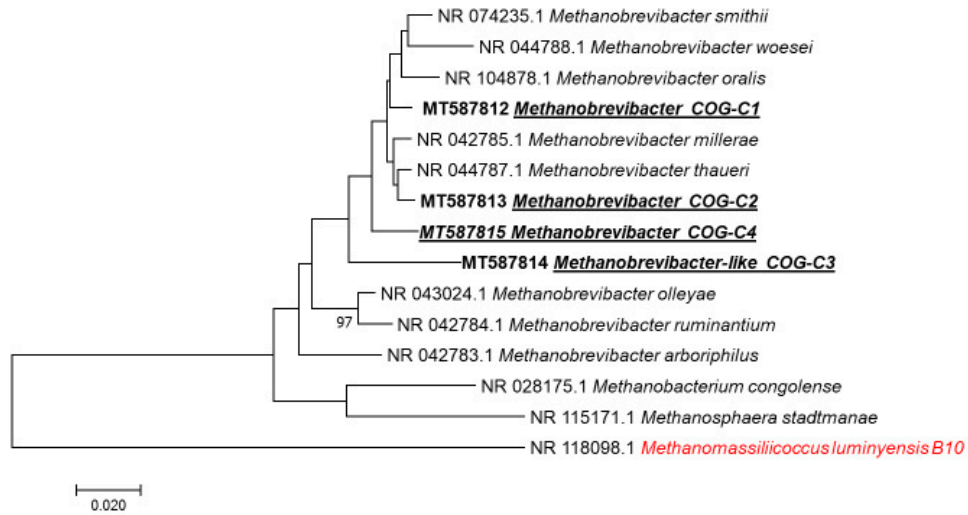 NR 074235.1 Methanobrevibacter smithii
NR 044788.1 Methanobrevibacter woesei
NR 104878.1 Methanobrevibacter oralis
MT587812 Methanobrevibacter COG-C1
NR 042785.1 Methanobrevibacter millerae
NR 044787.1 Methanobrevibacter thaueri
MT587813 Methanobrevibacter COG-C2
MT587815 Methanobrevibacter COG-C4
MT587814 Methanobrevibacter-like COG-C3
NR 043024.1 Methanobrevibacter olleyae
97
NR 042784.1 Methanobrevibacter ruminantium
NR 042783.1 Methanobrevibacter arboriphilus
NR 028175.1 Methanobacterium congolense
NR 115171.1 Methanosphaera stadtmanae
NR 118098.1 Methanomassiliicoccus luminyensis B10
0.020